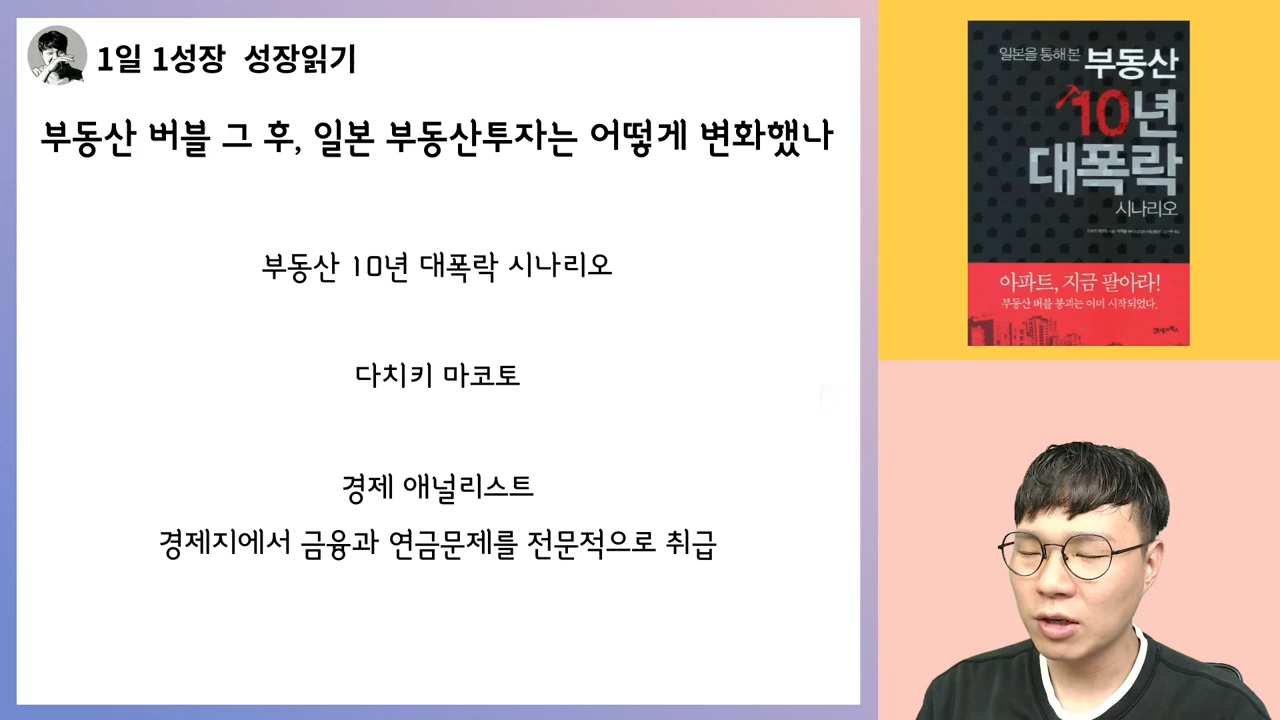 1일 1성장 성장읽기
부동산 버블 그 후, 일본 부동산투자는 어떻게 변화했나
부동산 10년 대폭락 시나리오
다치키 마코토
경제 애널리스트
경제지에서 금융과 연금문제를 전문적으로 취급
일본을 통해 본 부동산
10년
대폭락
시나리오
아파트, 지금 팔아라!
부동산 버블 붕괴는 이미 시작되었다.